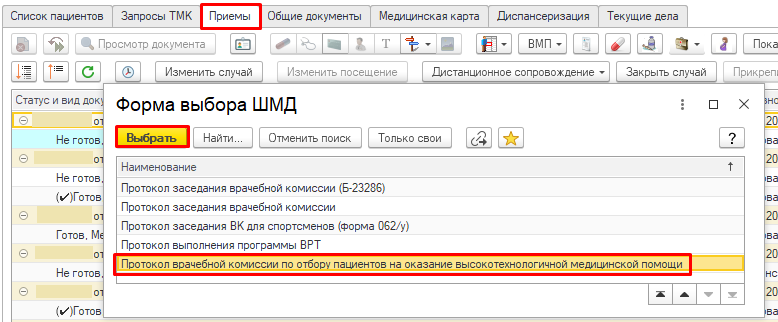 Список пациентов Запросы ТМК Приемы Общие документы Медицинская карта Диспансеризация Текущие дела
Просмотр документа T ВМП Пока
Изменить случай Изменить посещение Дистанционное сопровождение Закрыть случай Прикрепи
Статус и вид доку
Форма выбора ШМД
от
Не готов,
Выбрать Найти... Отменить поиск Только свои ?
от
Наименование
Не готов,
Протокол заседания врачебной комиссии (Б-23286)
(✓)Готов
Протокол заседания врачебной комиссии
от
Протокол заседания ВК для спортсменов (форма 062/у)
Готов, Ме
Протокол выполнения программы ВРТ
от
Протокол врачебной комиссии по отбору пациентов на оказание высокотехнологичной медицинской помощи
Не готов,
от
(✓)Готов